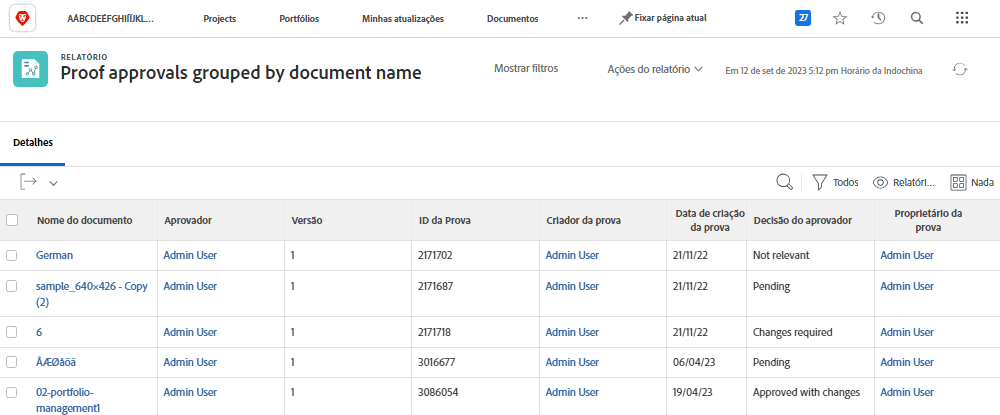 AÁBCDEÉFGHIÍJKL... Projects Portfólios Minhas atualizações Documentos ... Fixar página atual 27
RELATÓRIO
Proof approvals grouped by document name
Mostrar filtros Ações do relatório Em 12 de set de 2023 5:12 pm Horário da Indochina
Detalhes
Todos Relatóri... Nada
Nome do documento Aprovador Versão ID da Prova Criador da prova Data de criação da prova Decisão do aprovador Proprietário da prova
German Admin User 1 2171702 Admin User 21/11/22 Not relevant Admin User
sample_640×426 - Copy (2) Admin User 1 2171687 Admin User 21/11/22 Pending Admin User
6 Admin User 1 2171718 Admin User 21/11/22 Changes required Admin User
ÅÆØåöä Admin User 1 3016677 Admin User 06/04/23 Pending Admin User
02-portfolio-management1 Admin User 1 3086054 Admin User 19/04/23 Approved with changes Admin User